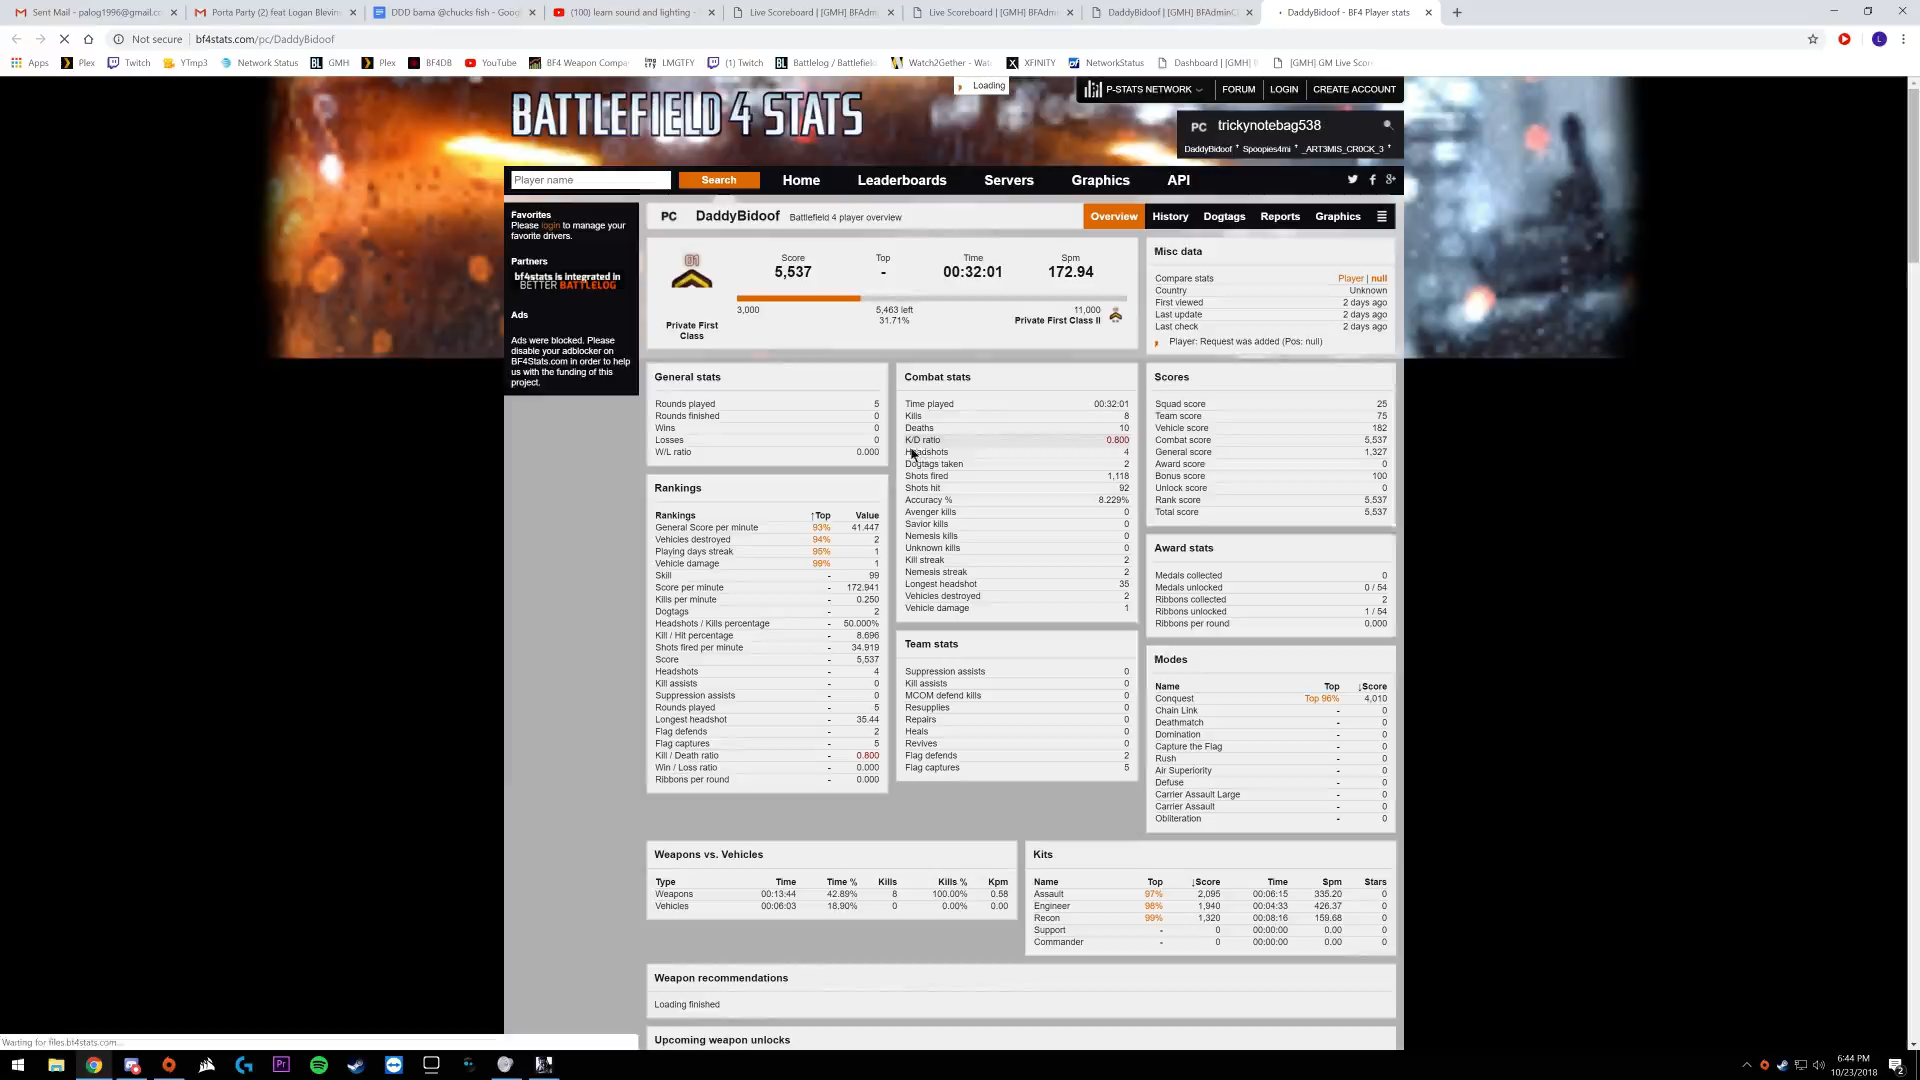 Sent Mail - palog1996@gmail.co
Porta Party (2) feat Logan Blevin
DDD bama @chucks fish - Goog
(100) learn sound and lighting -
Live Scoreboard | [GMH] BFAdm
Live Scoreboard | [GMH] BFAdm
DaddyBidoof | [GMH] BFAdminC
DaddyBidoof - BF4 Player stats
Not secure | bf4stats.com/pc/DaddyBidoof
Apps Plex Twitch YTmp3 Network Status GMH Plex BF4DB YouTube BF4 Weapon Compa LMGTFY (1) Twitch Battlelog / Battlefiel Watch2Gether - Wat XFINITY NetworkStatus Dashboard | [GMH] [GMH] GM Live Scor
Loading
BATTLEFIELD 4 STATS
P-STATS NETWORK FORUM LOGIN CREATE ACCOUNT
PC trickynotebag538
DaddyBidoof Spoopies4mi _ART3MIS_CR0CK_3
Player name Search Home Leaderboards Servers Graphics API
Favorites
Please login to manage your
favorite drivers.
Partners
bf4stats is integrated in
BETTER BATTLELOG
Ads
Ads were blocked. Please
disable your adblocker on
BF4Stats.com in order to help
us with the funding of this
project.
PC DaddyBidoof Battlefield 4 player overview
Overview History Dogtags Reports Graphics
01
Private First
Class
Score Top Time Spm
5,537 - 00:32:01 172.94
3,000 5,463 left 11,000
31.71% Private First Class II
Misc data
Compare stats Player | null
Country Unknown
First viewed 2 days ago
Last update 2 days ago
Last check 2 days ago
Player: Request was added (Pos: null)
General stats
Rounds played 5
Rounds finished 0
Wins 0
Losses 0
W/L ratio 0.000
Rankings
Rankings ↑Top Value
General Score per minute 93% 41.447
Vehicles destroyed 94% 2
Playing days streak 95% 1
Vehicle damage 99% 1
Skill - 99
Score per minute - 172.941
Kills per minute - 0.250
Dogtags - 2
Headshots / Kills percentage - 50.000%
Kill / Hit percentage - 8.696
Shots fired per minute - 34.919
Score - 5,537
Headshots - 4
Kill assists - 0
Suppression assists - 0
Rounds played - 5
Longest headshot - 35.44
Flag defends - 2
Flag captures - 5
Kill / Death ratio - 0.800
Win / Loss ratio - 0.000
Ribbons per round - 0.000
Combat stats
Time played 00:32:01
Kills 8
Deaths 10
K/D ratio 0.800
Headshots 4
Dogtags taken 2
Shots fired 1,118
Shots hit 92
Accuracy % 8.229%
Avenger kills 0
Savior kills 0
Nemesis kills 0
Unknown kills 0
Kill streak 2
Nemesis streak 2
Longest headshot 35
Vehicles destroyed 2
Vehicle damage 1
Team stats
Suppression assists 0
Kill assists 0
MCOM defend kills 0
Resupplies 0
Repairs 0
Heals 0
Revives 0
Flag defends 2
Flag captures 5
Scores
Squad score 25
Team score 75
Vehicle score 182
Combat score 5,537
General score 1,327
Award score 0
Bonus score 100
Unlock score 0
Rank score 5,537
Total score 5,537
Award stats
Medals collected 0
Medals unlocked 0 / 54
Ribbons collected 2
Ribbons unlocked 1 / 54
Ribbons per round 0.000
Modes
Name Top ↓Score
Conquest Top 96% 4,010
Chain Link - 0
Deathmatch - 0
Domination - 0
Capture the Flag - 0
Rush - 0
Air Superiority - 0
Defuse - 0
Carrier Assault Large - 0
Carrier Assault - 0
Obliteration - 0
Weapons vs. Vehicles
Type Time Time % Kills Kills % Kpm
Weapons 00:13:44 42.89% 8 100.00% 0.58
Vehicles 00:06:03 18.90% 0 0.00% 0.00
Kits
Name Top ↓Score Time Spm Stars
Assault 97% 2,095 00:06:15 335.20 0
Engineer 98% 1,940 00:04:33 426.37 0
Recon 99% 1,320 00:08:16 159.68 0
Support - 0 00:00:00 0.00 0
Commander - 0 00:00:00 0.00 0
Weapon recommendations
Loading finished
Upcoming weapon unlocks
Waiting for files.bf4stats.com...
6:44 PM
10/23/2018